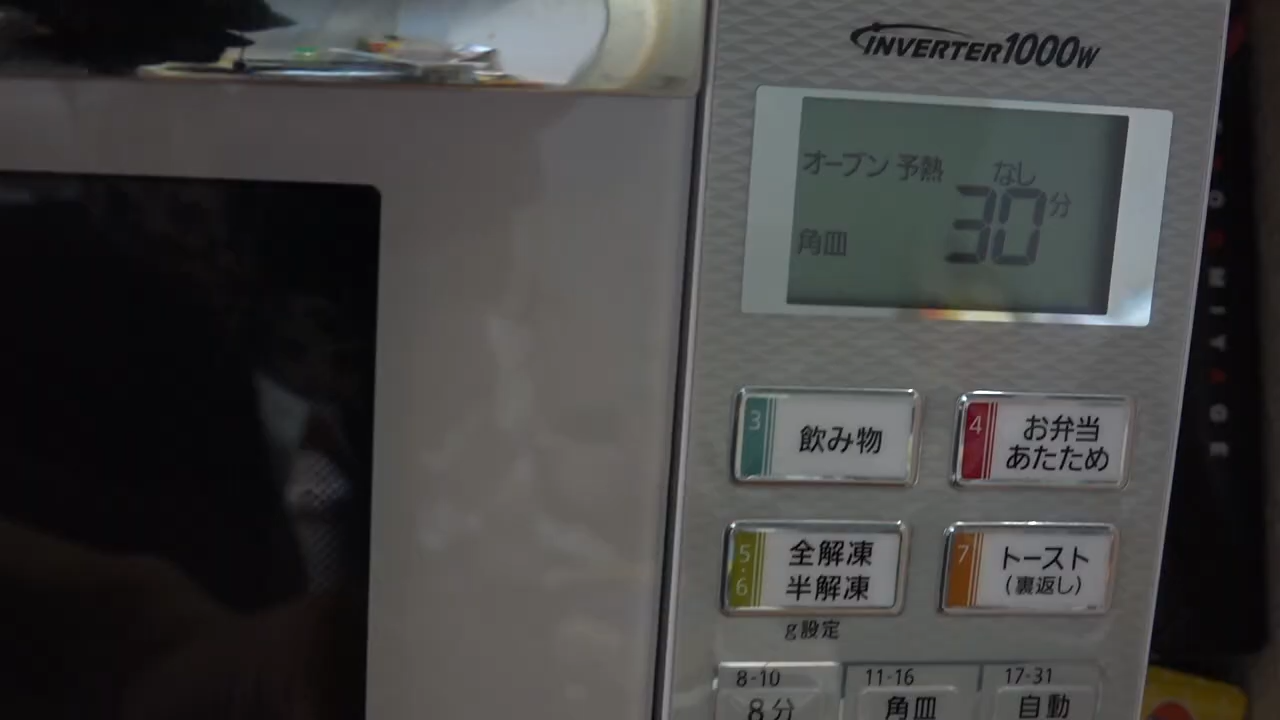 INVERTER1000W
オーブン 予熱 なし
30分
角皿
3 飲み物
4 お弁当
あたため
5・6 全解凍
半解凍
7 トースト
(裏返し)
g設定
8-10 11-16 17-31
8分 角皿 自動